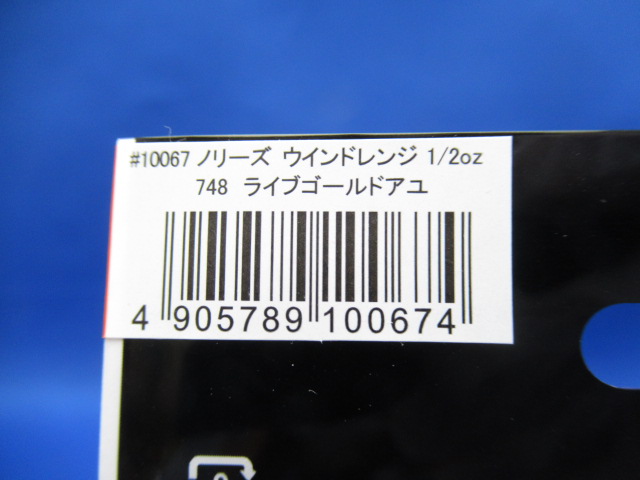 #10067 ノリーズ ウインドレンジ 1/2oz
748 ライブゴールドアユ
4 905789 100674